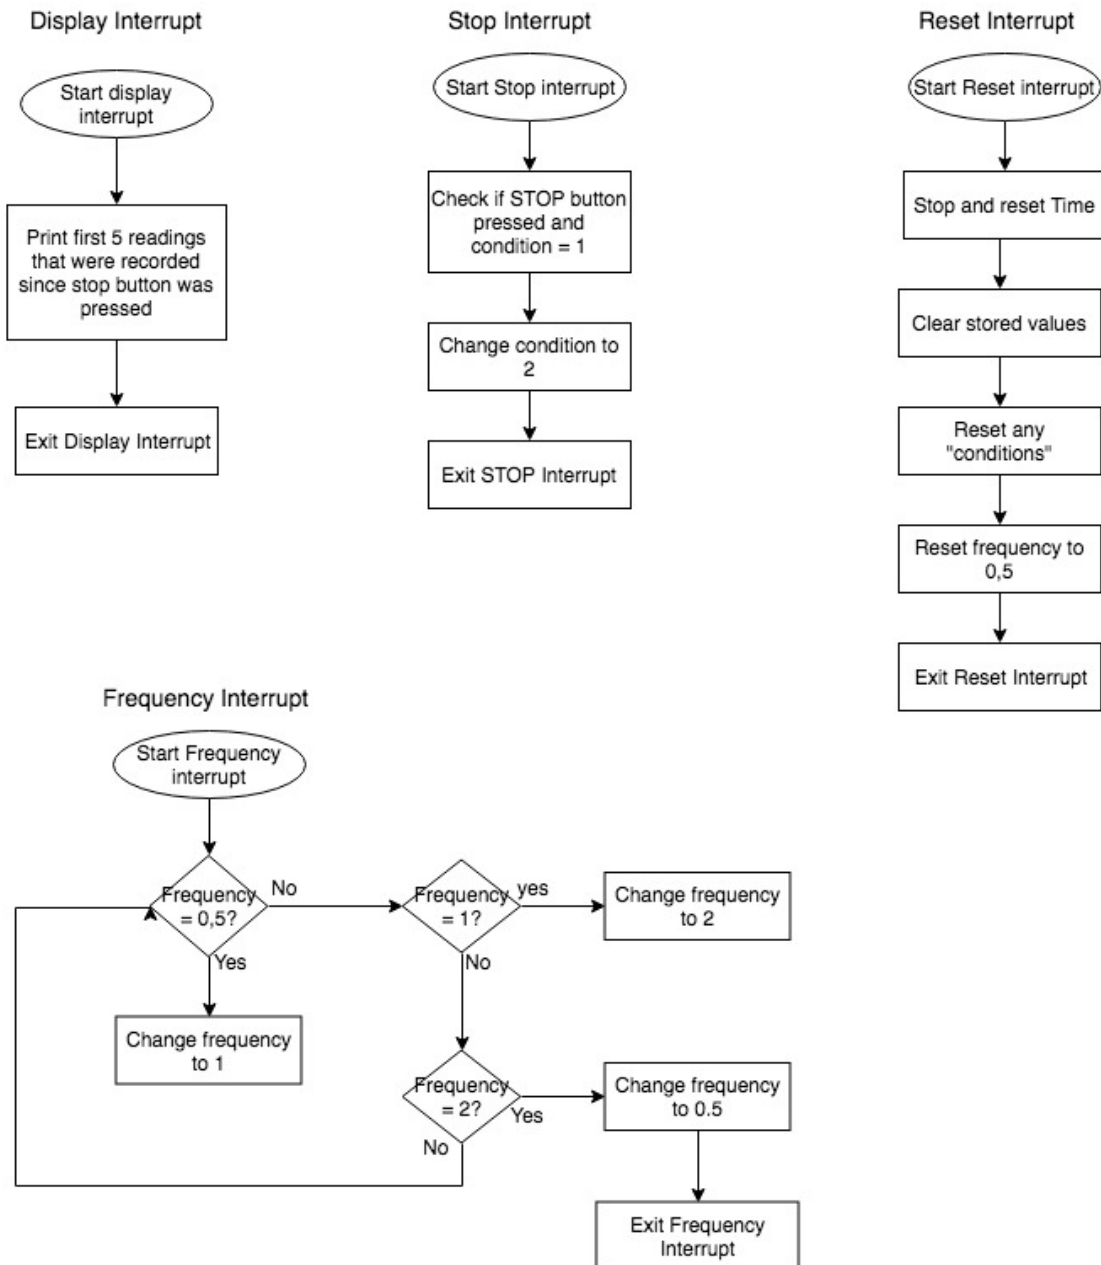 Display Interrupt
Start display
interrupt
Print first 5 readings
that were recorded
since stop button was
pressed
Exit Display Interrupt
Stop Interrupt
Start Stop interrupt
Check if STOP button
pressed and
condition = 1
Change condition to
2
Exit STOP Interrupt
Reset Interrupt
Start Reset interrupt
Stop and reset Time
Clear stored values
Reset any
"conditions"
Reset frequency to
0,5
Exit Reset Interrupt
Frequency Interrupt
Start Frequency
interrupt
Frequency
= 0,5?
No
Yes
Change frequency
to 1
Frequency
= 1?
yes
Change frequency
to 2
No
Frequency
= 2?
Yes
Change frequency
to 0.5
No
Exit Frequency
Interrupt